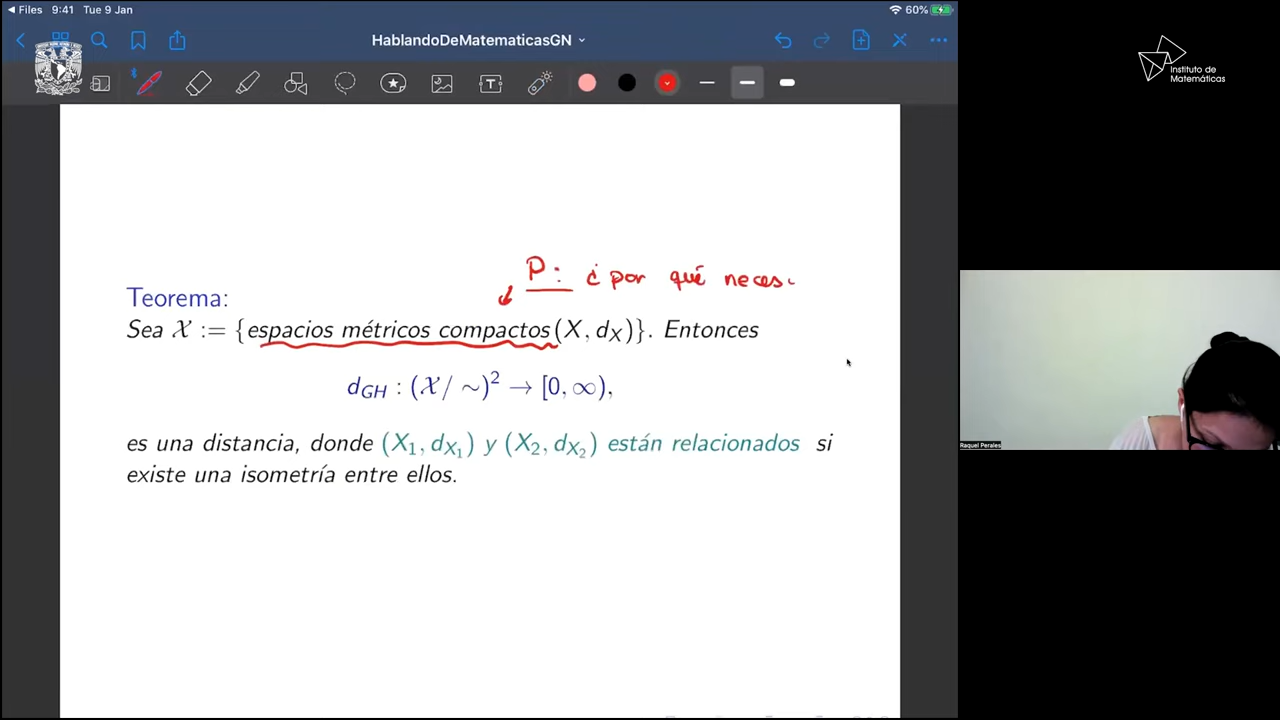 Files 9:41 Tue 9 Jan 60%
HablandoDeMatematicasGN
T
Instituto de
Matemáticas
P: ¿por qué neces
Teorema:
Sea 𝒳 := {espacios métricos compactos(X, d_X)}. Entonces
d_GH : (𝒳/ ∼)² → [0, ∞),
es una distancia, donde (X₁, d_X₁) y (X₂, d_X₂) están relacionados si
existe una isometría entre ellos.
Raquel Perales